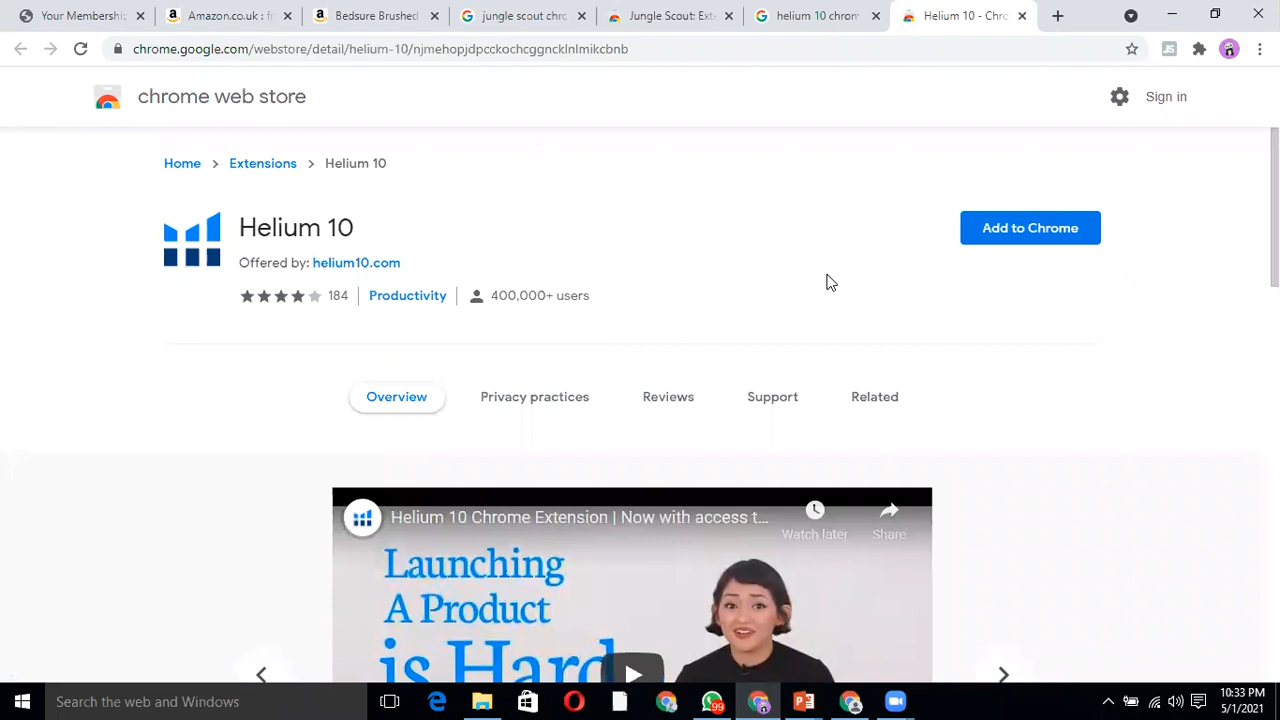 Your Membershi
Amazon.co.uk : f
Bedsure Brushed
jungle scout chro
Jungle Scout: Ext
helium 10 chrom
Helium 10 - Chro
chrome.google.com/webstore/detail/helium-10/njmehopjdpcckochcggncklnlmikcbnb
JS
chrome web store
Sign in
Home > Extensions > Helium 10
Helium 10
Add to Chrome
Offered by: helium10.com
184 Productivity 400,000+ users
Overview Privacy practices Reviews Support Related
Helium 10 Chrome Extension | Now with access t...
Watch later Share
Launching
A Product
is Hard
Search the web and Windows
99
10:33 PM
5/1/2021